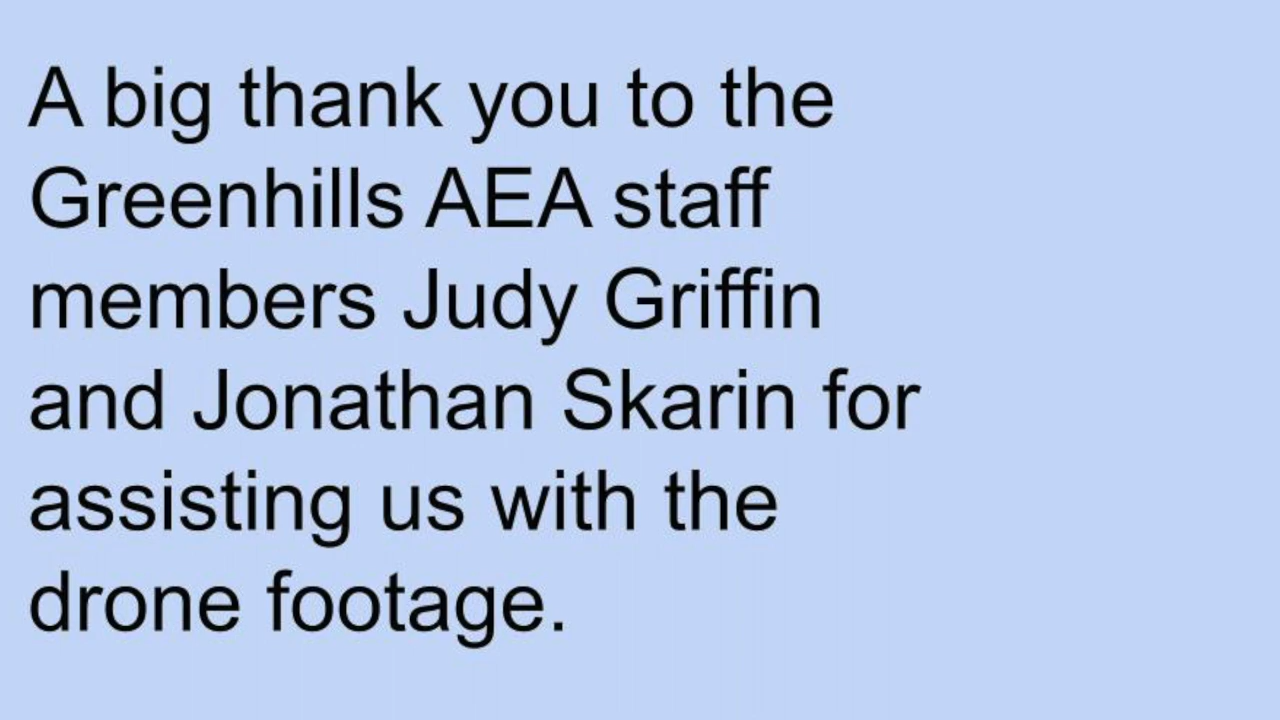 A big thank you to the
Greenhills AEA staff
members Judy Griffin
and Jonathan Skarin for
assisting us with the
drone footage.